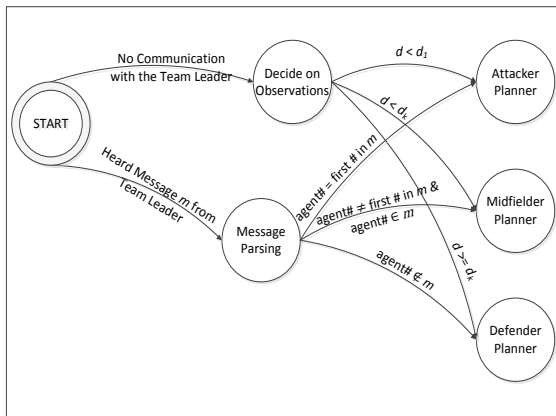 No Communication
with the Team Leader
START
Decide on
Observations
d < d₁
Attacker
Planner
d < dₖ
Heard Message m from
Team Leader
Message
Parsing
agent# = first # in m
agent# ≠ first # in m &
agent# ∈ m
Midfielder
Planner
d >= dₖ
agent# ∉ m
Defender
Planner